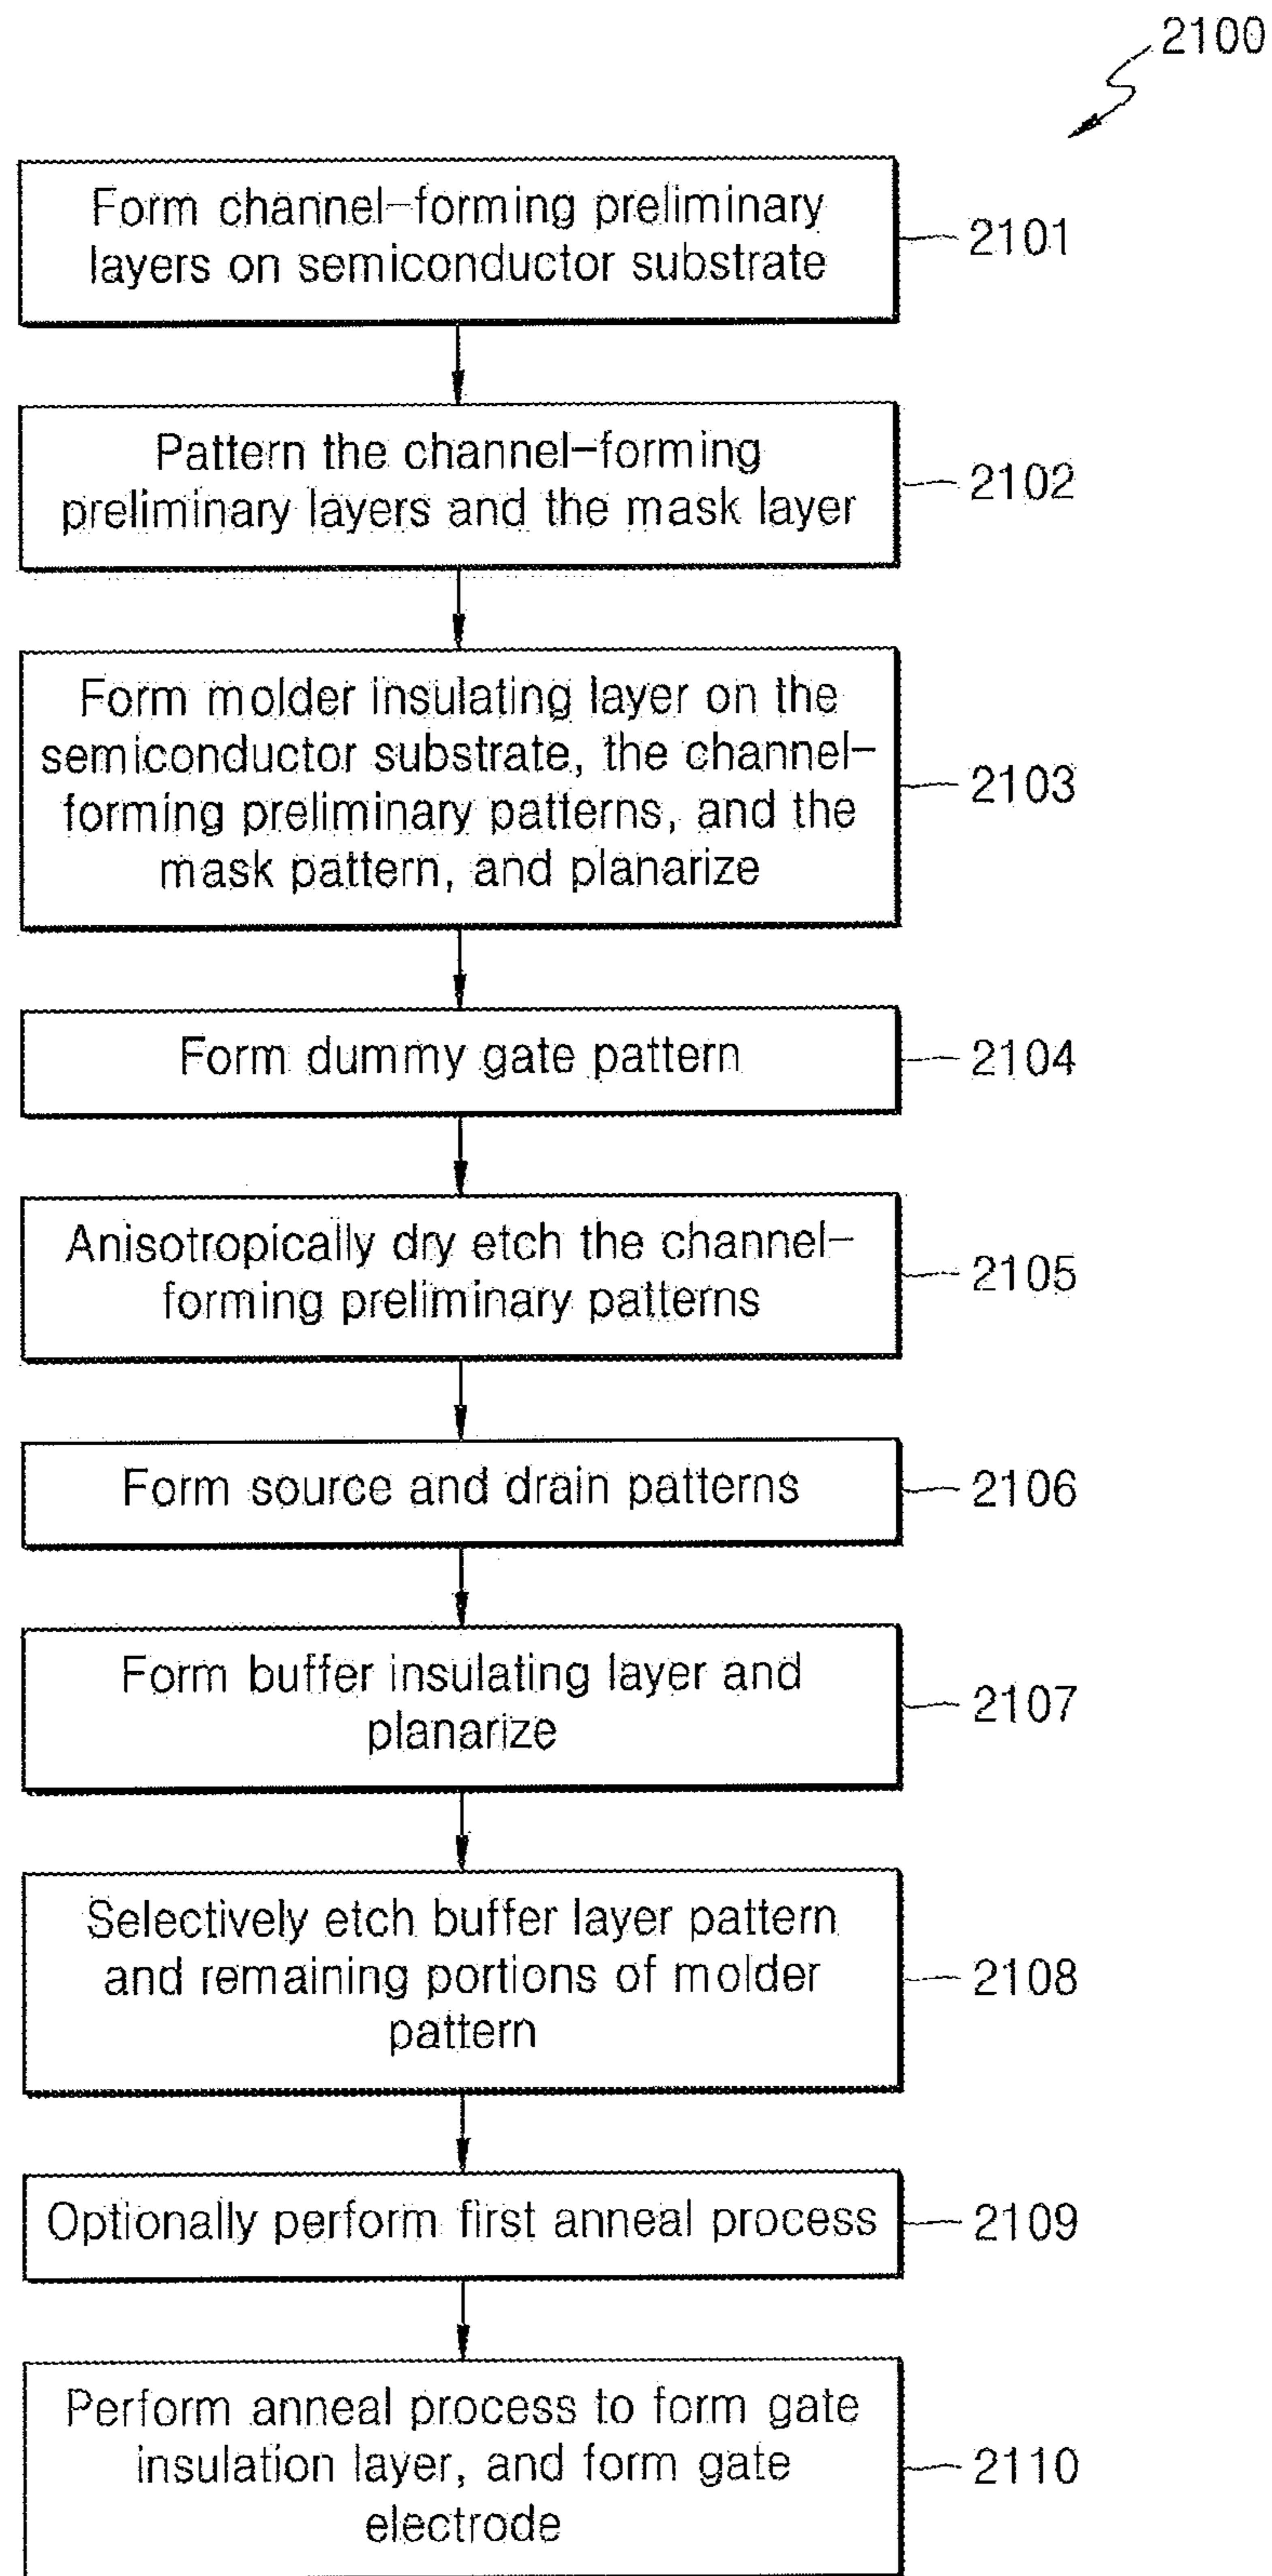 2100
Form channel-forming preliminary
layers on semiconductor substrate
2101
Pattern the channel-forming
preliminary layers and the mask layer
2102
Form molder insulating layer on the
semiconductor substrate, the channel-
forming preliminary patterns, and the
mask pattern, and planarize
2103
Form dummy gate pattern
2104
Anisotropically dry etch the channel-
forming preliminary patterns
2105
Form source and drain patterns
2106
Form buffer insulating layer and
planarize
2107
Selectively etch buffer layer pattern
and remaining portions of molder
pattern
2108
Optionally perform first anneal process
2109
Perform anneal process to form gate
insulation layer, and form gate
electrode
2110